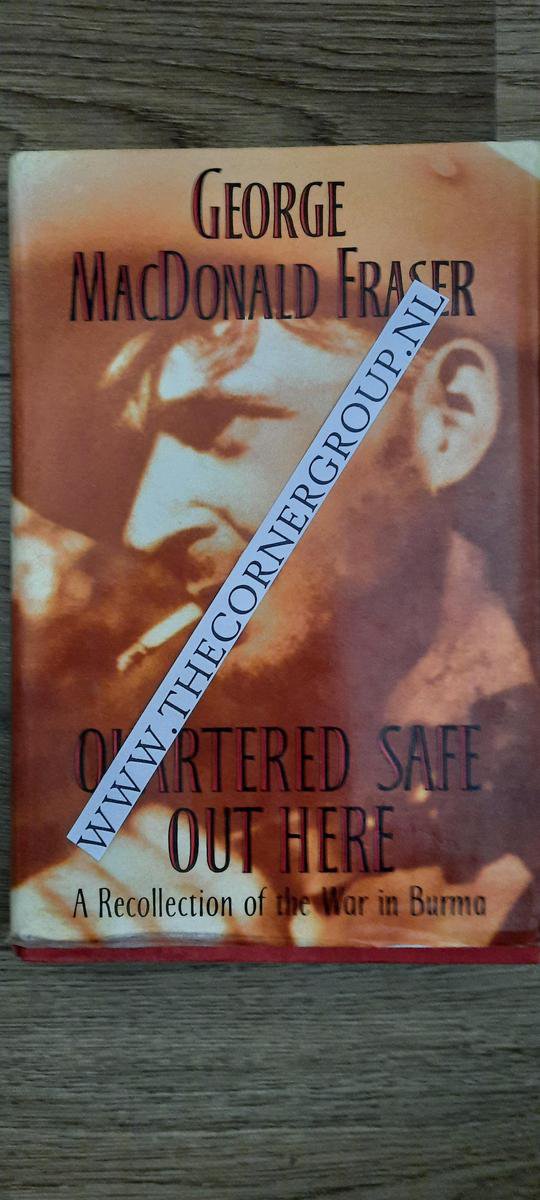 GEORGE
MACDONALD FRASER
WWW.THECORNERGROUP.NL
QUARTERED SAFE
OUT HERE
A Recollection of the War in Burma